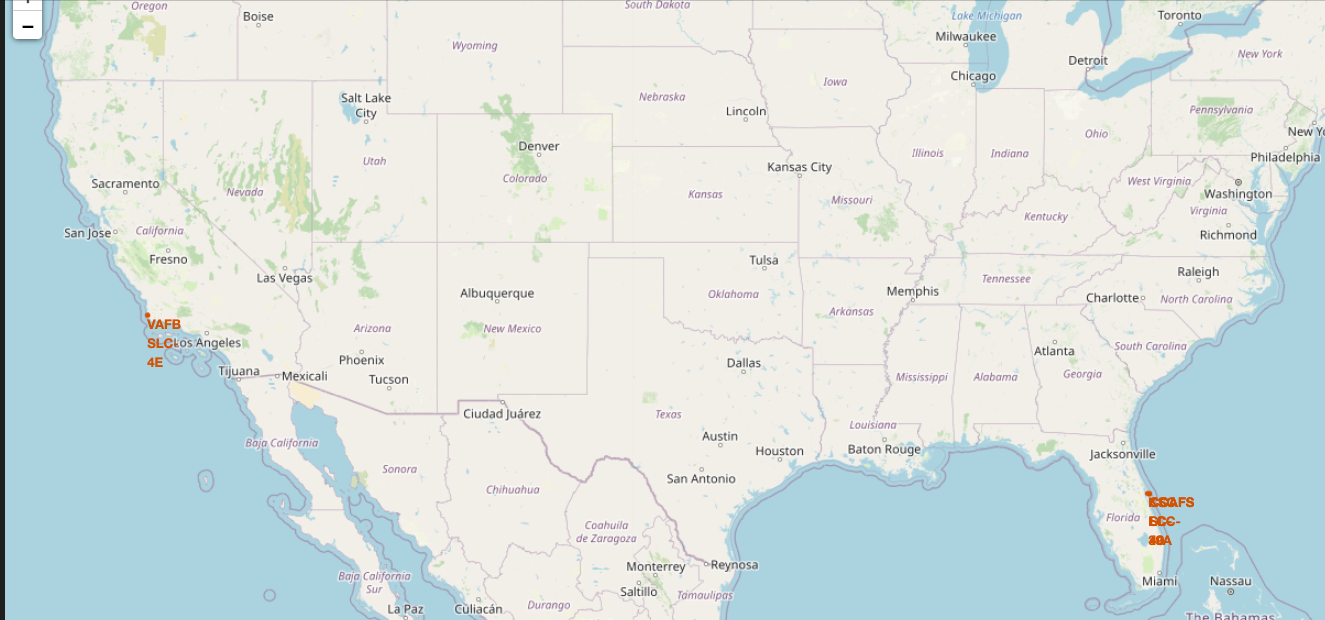 Oregon
Boise
South Dakota
Lake Michigan
Toronto
−
Wyoming
Milwaukee
Detroit
New York
Chicago
Iowa
Salt Lake
City
Nebraska
Lincoln
Pennsylvania
Ohio
Denver
Utah
Illinois
Indiana
Philadelphia
Sacramento
Nevada
Colorado
Kansas City
West Virginia
Washington
Kansas
Missouri
Virginia
Kentucky
San Jose
California
Richmond
Fresno
Las Vegas
Tulsa
Tennessee
Raleigh
Albuquerque
Oklahoma
Memphis
Charlotte
North Carolina
VAFB
SLC-
4E
Los Angeles
Arizona
New Mexico
Arkansas
South Carolina
Phoenix
Dallas
Atlanta
Tijuana
Mexicali
Tucson
Mississippi
Alabama
Georgia
Ciudad Juárez
Texas
Baja California
Austin
Louisiana
Houston
Baton Rouge
Jacksonville
Sonora
San Antonio
Chihuahua
Florida
Coahuila
de Zaragoza
Monterrey
Reynosa
Baja California
Sur
Saltillo
Tamaulipas
Miami
Nassau
La Paz
Culiacán
Durango
The Bahamas